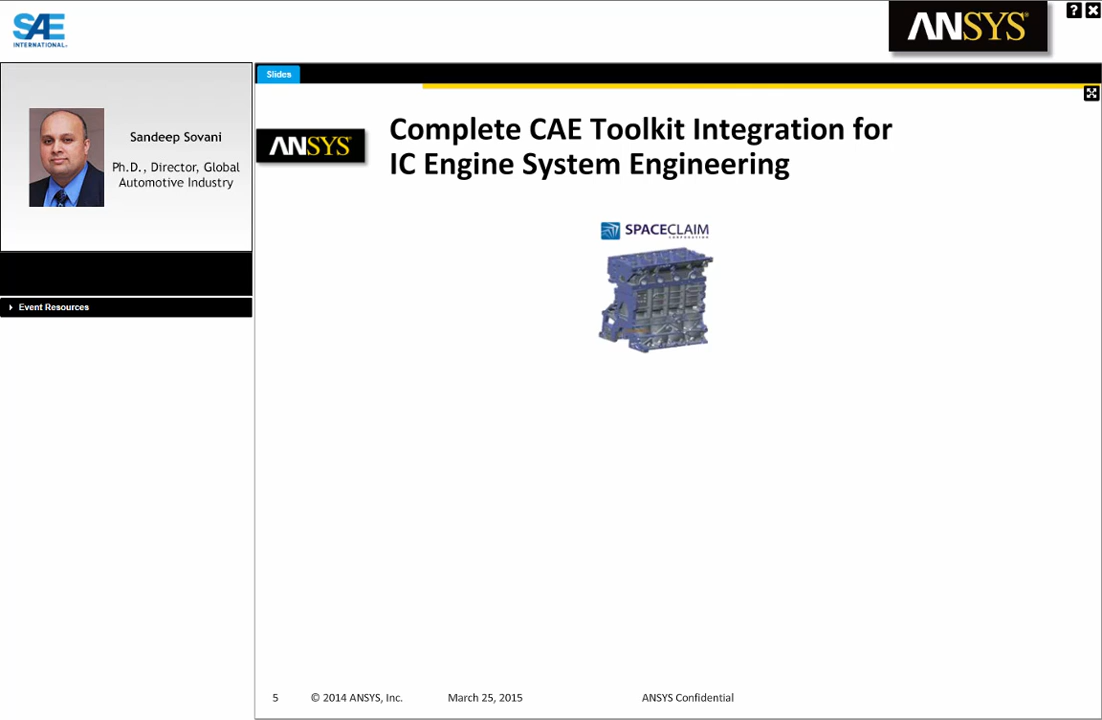 SAE
INTERNATIONAL
ANSYS
?
Slides
Sandeep Sovani
Ph.D., Director, Global
Automotive Industry
Event Resources
ANSYS
Complete CAE Toolkit Integration for
IC Engine System Engineering
SPACECLAIM
CORPORATION
5 © 2014 ANSYS, Inc. March 25, 2015 ANSYS Confidential